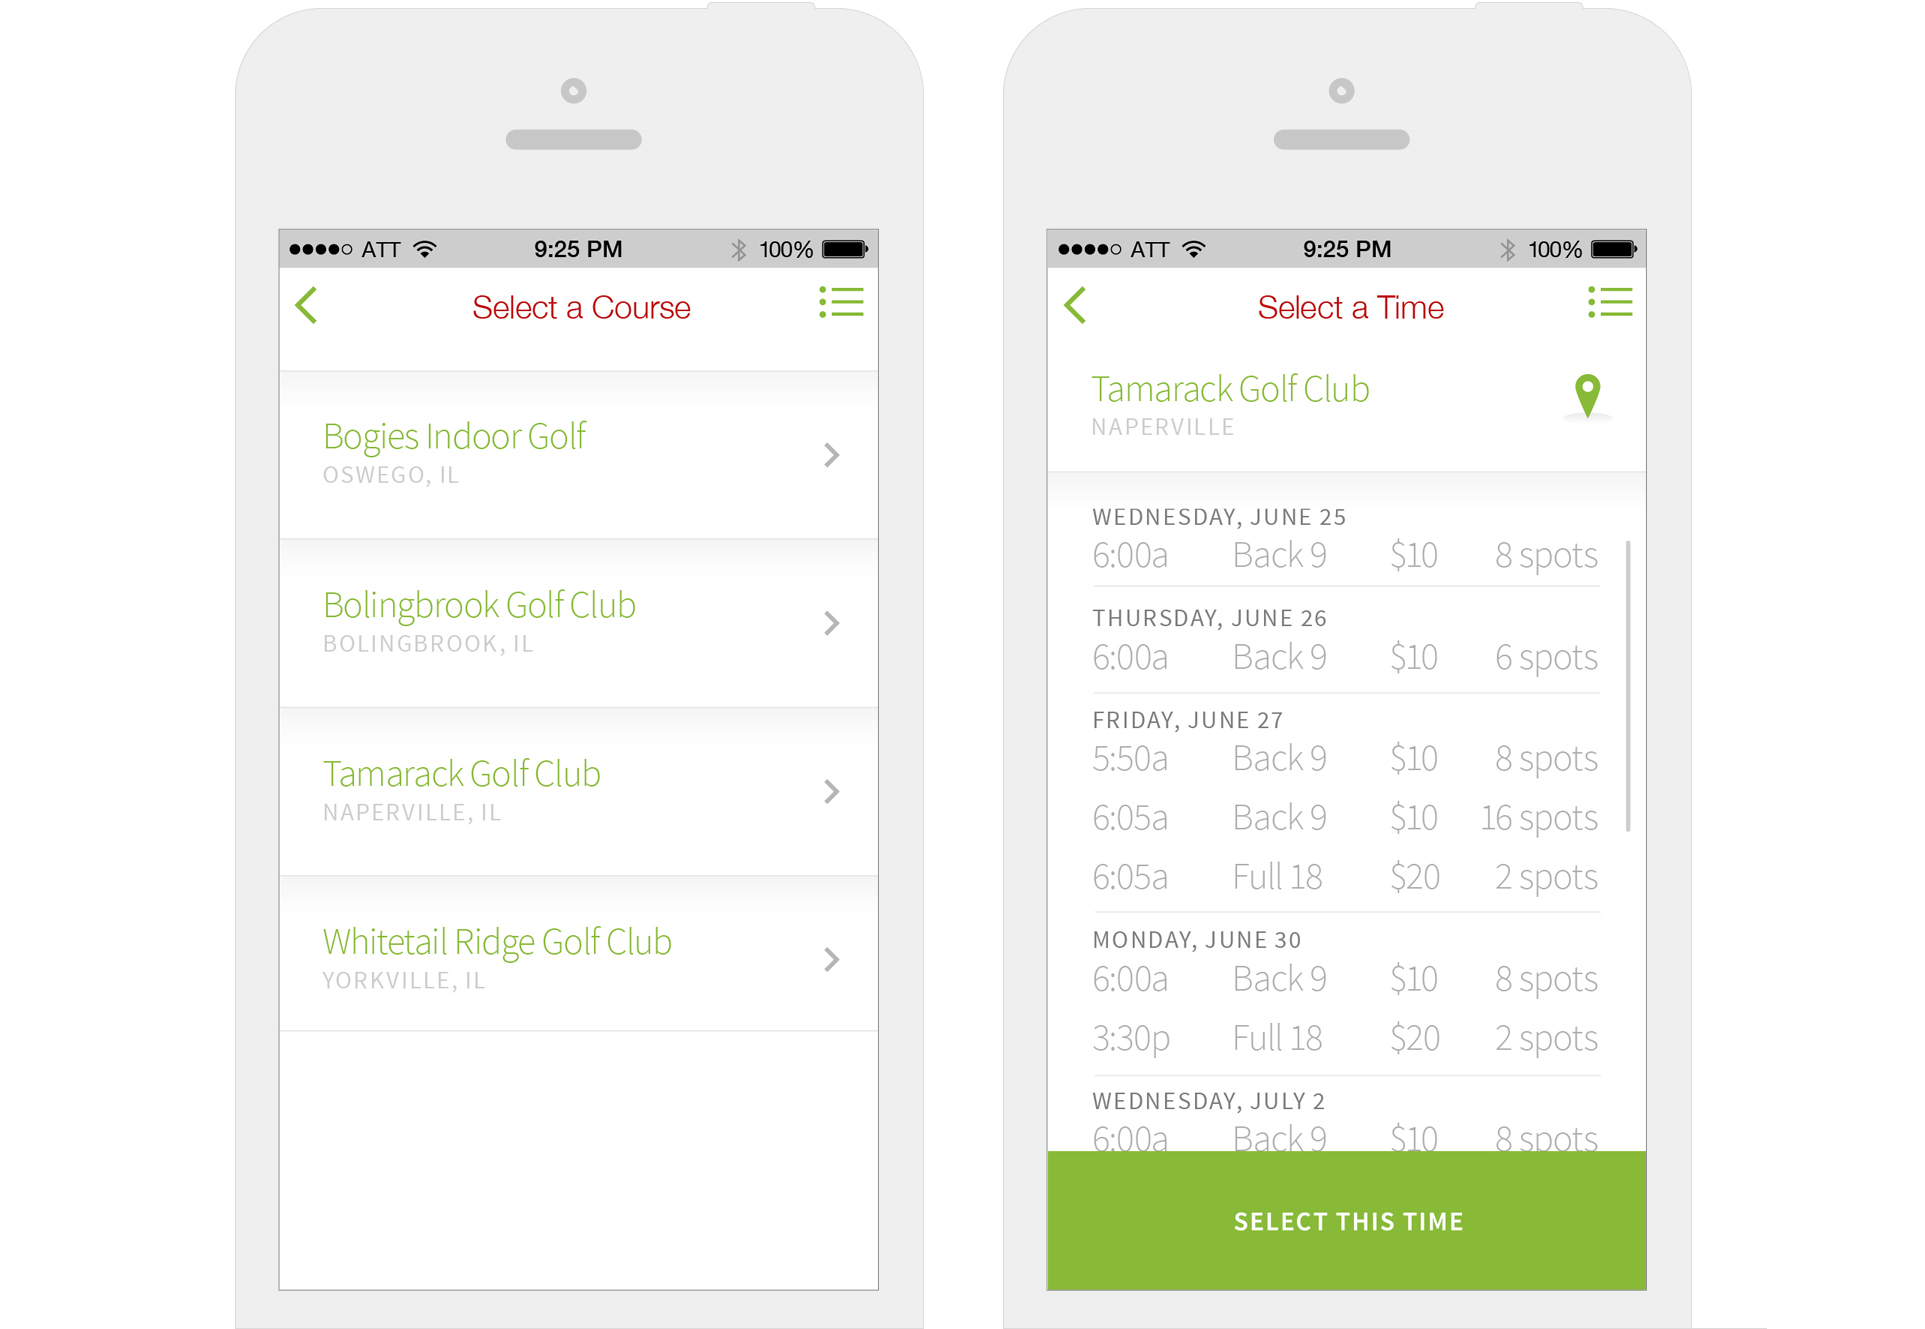 ATT 9:25 PM 100%
Select a Course
Bogies Indoor Golf
OSWEGO, IL
Bolingbrook Golf Club
BOLINGBROOK, IL
Tamarack Golf Club
NAPERVILLE, IL
Whitetail Ridge Golf Club
YORKVILLE, IL
ATT 9:25 PM 100%
Select a Time
Tamarack Golf Club
NAPERVILLE
WEDNESDAY, JUNE 25
6:00a Back 9 $10 8 spots
THURSDAY, JUNE 26
6:00a Back 9 $10 6 spots
FRIDAY, JUNE 27
5:50a Back 9 $10 8 spots
6:05a Back 9 $10 16 spots
6:05a Full 18 $20 2 spots
MONDAY, JUNE 30
6:00a Back 9 $10 8 spots
3:30p Full 18 $20 2 spots
WEDNESDAY, JULY 2
6:00a Back 9 $10 8 spots
SELECT THIS TIME